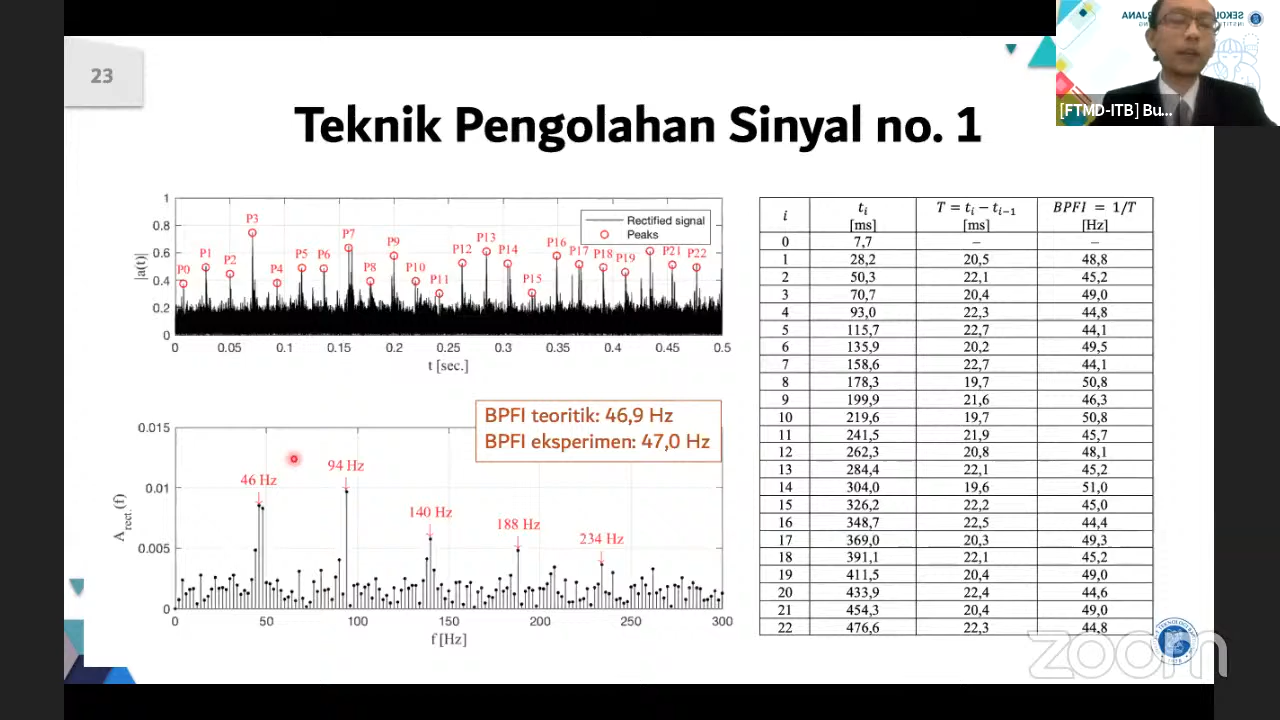 23
Teknik Pengolahan Sinyal no. 1
[FTMD-ITB] Bu...
Rectified signal
Peaks
P0 P1 P2 P3 P4 P5 P6 P7 P8 P9 P10 P11 P12 P13 P14 P15 P16 P17 P18 P19 P21 P22
|a(t)|
1
0.8
0.6
0.4
0.2
0
0 0.05 0.1 0.15 0.2 0.25 0.3 0.35 0.4 0.45 0.5
t [sec.]
BPFI teoritik: 46,9 Hz
BPFI eksperimen: 47,0 Hz
46 Hz 94 Hz 140 Hz 188 Hz 234 Hz
A rect. (f)
0.015
0.01
0.005
0
0 50 100 150 200 250 300
f [Hz]
i tᵢ [ms] T = tᵢ − tᵢ₋₁ [ms] BPFI = 1/T [Hz]
0 7,7 – –
1 28,2 20,5 48,8
2 50,3 22,1 45,2
3 70,7 20,4 49,0
4 93,0 22,3 44,8
5 115,7 22,7 44,1
6 135,9 20,2 49,5
7 158,6 22,7 44,1
8 178,3 19,7 50,8
9 199,9 21,6 46,3
10 219,6 19,7 50,8
11 241,5 21,9 45,7
12 262,3 20,8 48,1
13 284,4 22,1 45,2
14 304,0 19,6 51,0
15 326,2 22,2 45,0
16 348,7 22,5 44,4
17 369,0 20,3 49,3
18 391,1 22,1 45,2
19 411,5 20,4 49,0
20 433,9 22,4 44,6
21 454,3 20,4 49,0
22 476,6 22,3 44,8
zoom